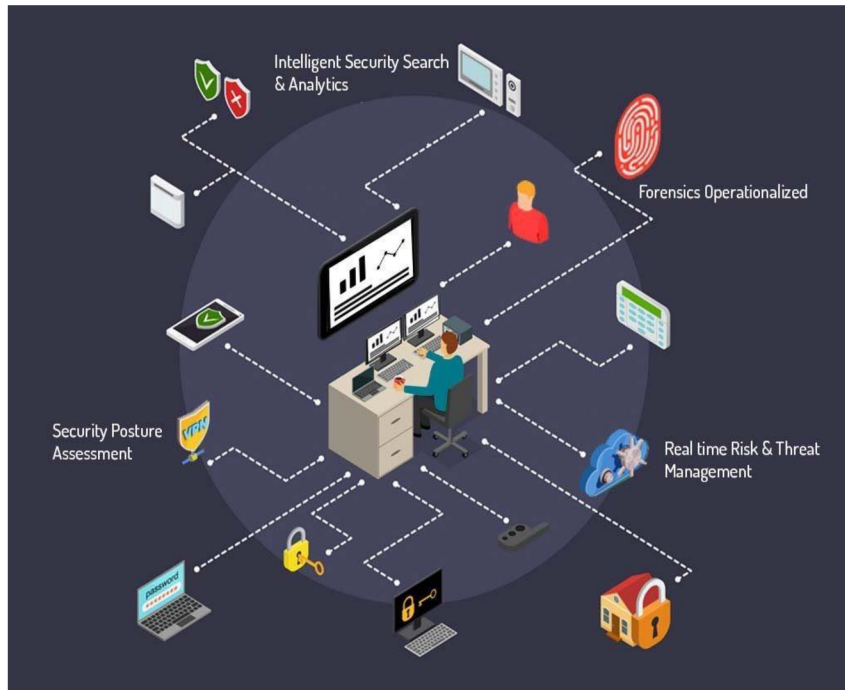 Intelligent Security Search
& Analytics
Forensics Operationalized
VPN
Security Posture
Assessment
Real time Risk & Threat
Management
password
********